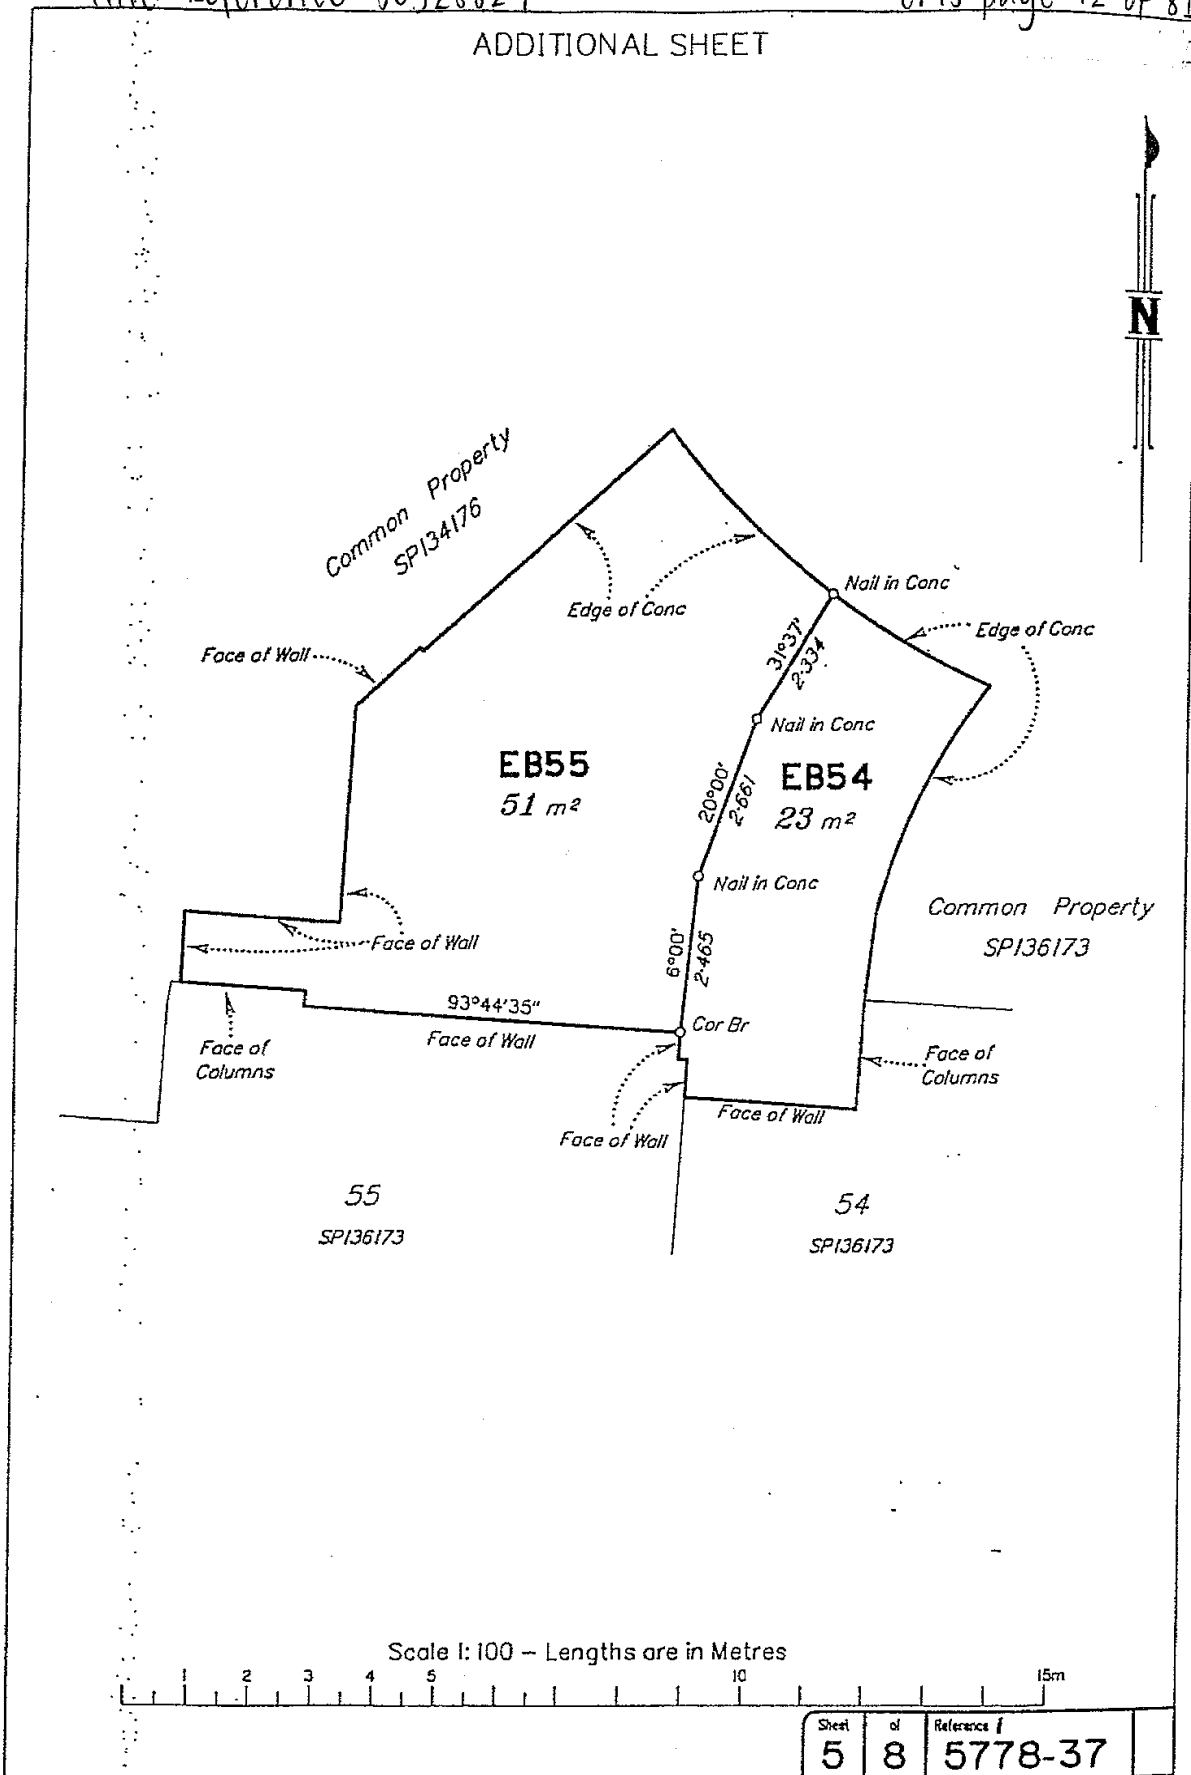 ADDITIONAL SHEET
N
Common Property
SP134176
Nail in Conc
Edge of Conc
Edge of Conc
Face of Wall
31°37'
2·334
Nail in Conc
EB55
51 m²
EB54
23 m²
20°00'
2·661
Nail in Conc
Common Property
SP136173
Face of Wall
6°00'
2·465
93°44'35"
Cor Br
Face of Wall
Face of
Columns
Face of
Columns
Face of Wall
Face of Wall
55
SP136173
54
SP136173
Scale 1:100 – Lengths are in Metres
1 2 3 4 5 10 15m
Sheet of Reference
5 8 5778-37